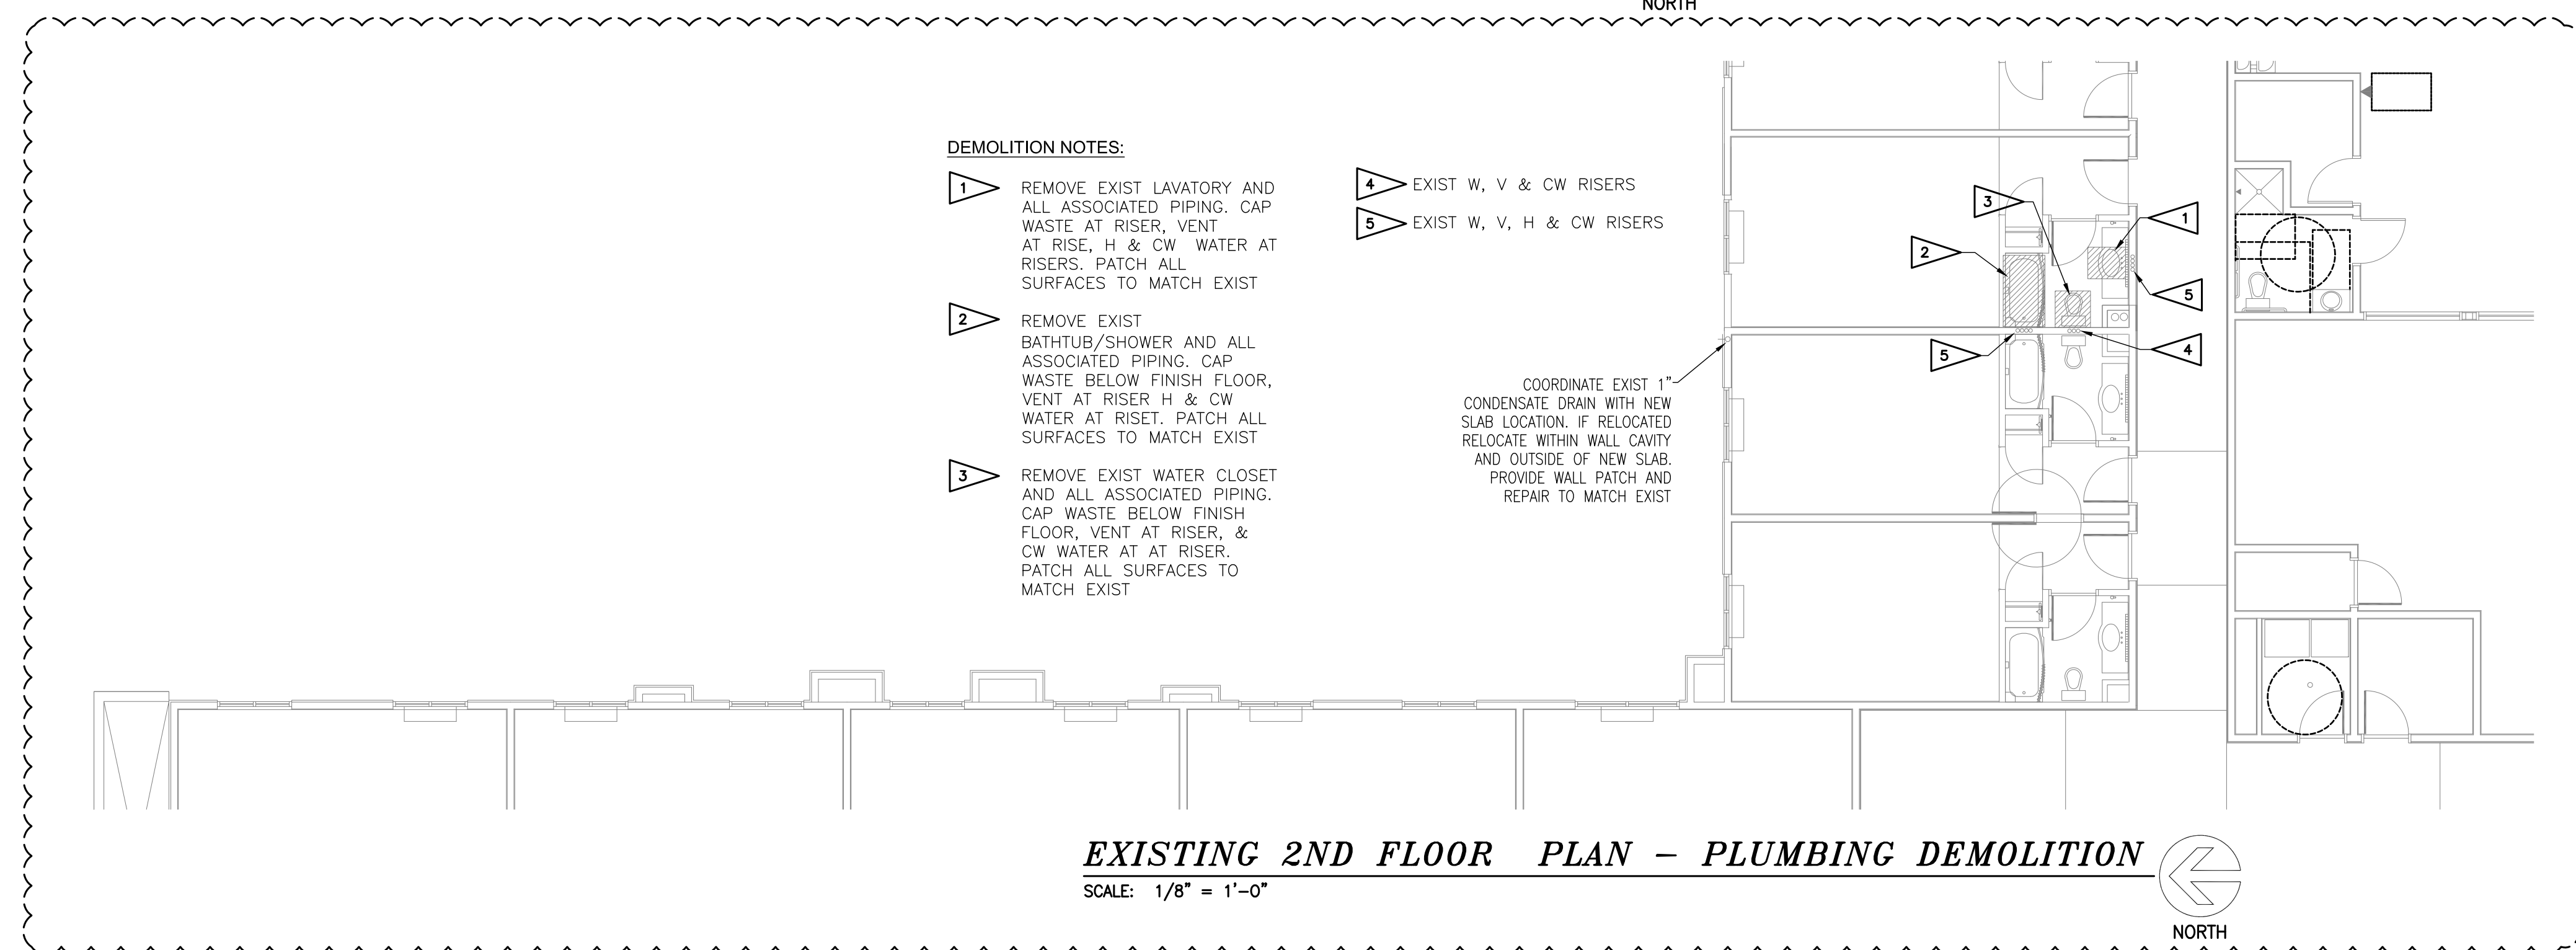 NORTH
DEMOLITION NOTES:
1
REMOVE EXIST LAVATORY AND
ALL ASSOCIATED PIPING. CAP
WASTE AT RISER, VENT
AT RISE, H & CW WATER AT
RISERS. PATCH ALL
SURFACES TO MATCH EXIST
2
REMOVE EXIST
BATHTUB/SHOWER AND ALL
ASSOCIATED PIPING. CAP
WASTE BELOW FINISH FLOOR,
VENT AT RISER H & CW
WATER AT RISET. PATCH ALL
SURFACES TO MATCH EXIST
3
REMOVE EXIST WATER CLOSET
AND ALL ASSOCIATED PIPING.
CAP WASTE BELOW FINISH
FLOOR, VENT AT RISER, &
CW WATER AT AT RISER.
PATCH ALL SURFACES TO
MATCH EXIST
4 EXIST W, V & CW RISERS
5 EXIST W, V, H & CW RISERS
3
1
2
5
5
4
COORDINATE EXIST 1"
CONDENSATE DRAIN WITH NEW
SLAB LOCATION. IF RELOCATED
RELOCATE WITHIN WALL CAVITY
AND OUTSIDE OF NEW SLAB.
PROVIDE WALL PATCH AND
REPAIR TO MATCH EXIST
EXISTING 2ND FLOOR PLAN - PLUMBING DEMOLITION
SCALE: 1/8" = 1'-0"
NORTH